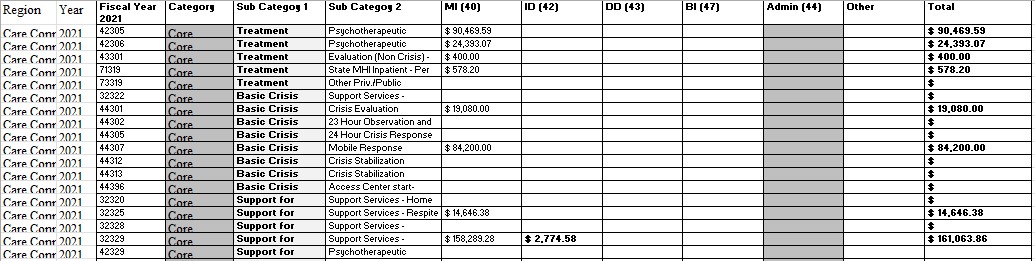 Region Year Fiscal Year 2021 Category Sub Category 1 Sub Category 2 MI (40) ID (42) DD (43) BI (47) Admin (44) Other Total
Care Conr 2021 42305 Core Treatment Psychotherapeutic $ 90,469.59 $ 90,469.59
Care Conr 2021 42306 Core Treatment Psychotherapeutic $ 24,393.07 $ 24,393.07
Care Conr 2021 43301 Core Treatment Evaluation (Non Crisis) - $ 400.00 $ 400.00
Care Conr 2021 71319 Core Treatment State MHI Inpatient - Per $ 578.20 $ 578.20
Care Conr 2021 73319 Core Treatment Other Priv./Public $
Care Conr 2021 32322 Core Basic Crisis Support Services - $
Care Conr 2021 44301 Core Basic Crisis Crisis Evaluation $ 19,080.00 $ 19,080.00
Care Conr 2021 44302 Core Basic Crisis 23 Hour Observation and $
Care Conr 2021 44305 Core Basic Crisis 24 Hour Crisis Response $
Care Conr 2021 44307 Core Basic Crisis Mobile Response $ 84,200.00 $ 84,200.00
Care Conr 2021 44312 Core Basic Crisis Crisis Stabilization $
Care Conr 2021 44313 Core Basic Crisis Crisis Stabilization $
Care Conr 2021 44396 Core Basic Crisis Access Center start- $
Care Conr 2021 32320 Core Support for Support Services - Home $
Care Conr 2021 32325 Core Support for Support Services - Respite $ 14,646.38 $ 14,646.38
Care Conr 2021 32328 Core Support for Support Services - $
Care Conr 2021 32329 Core Support for Support Services - $ 158,289.28 $ 2,774.58 $ 161,063.86
Care Conr 2021 42329 Core Support for Psychotherapeutic $